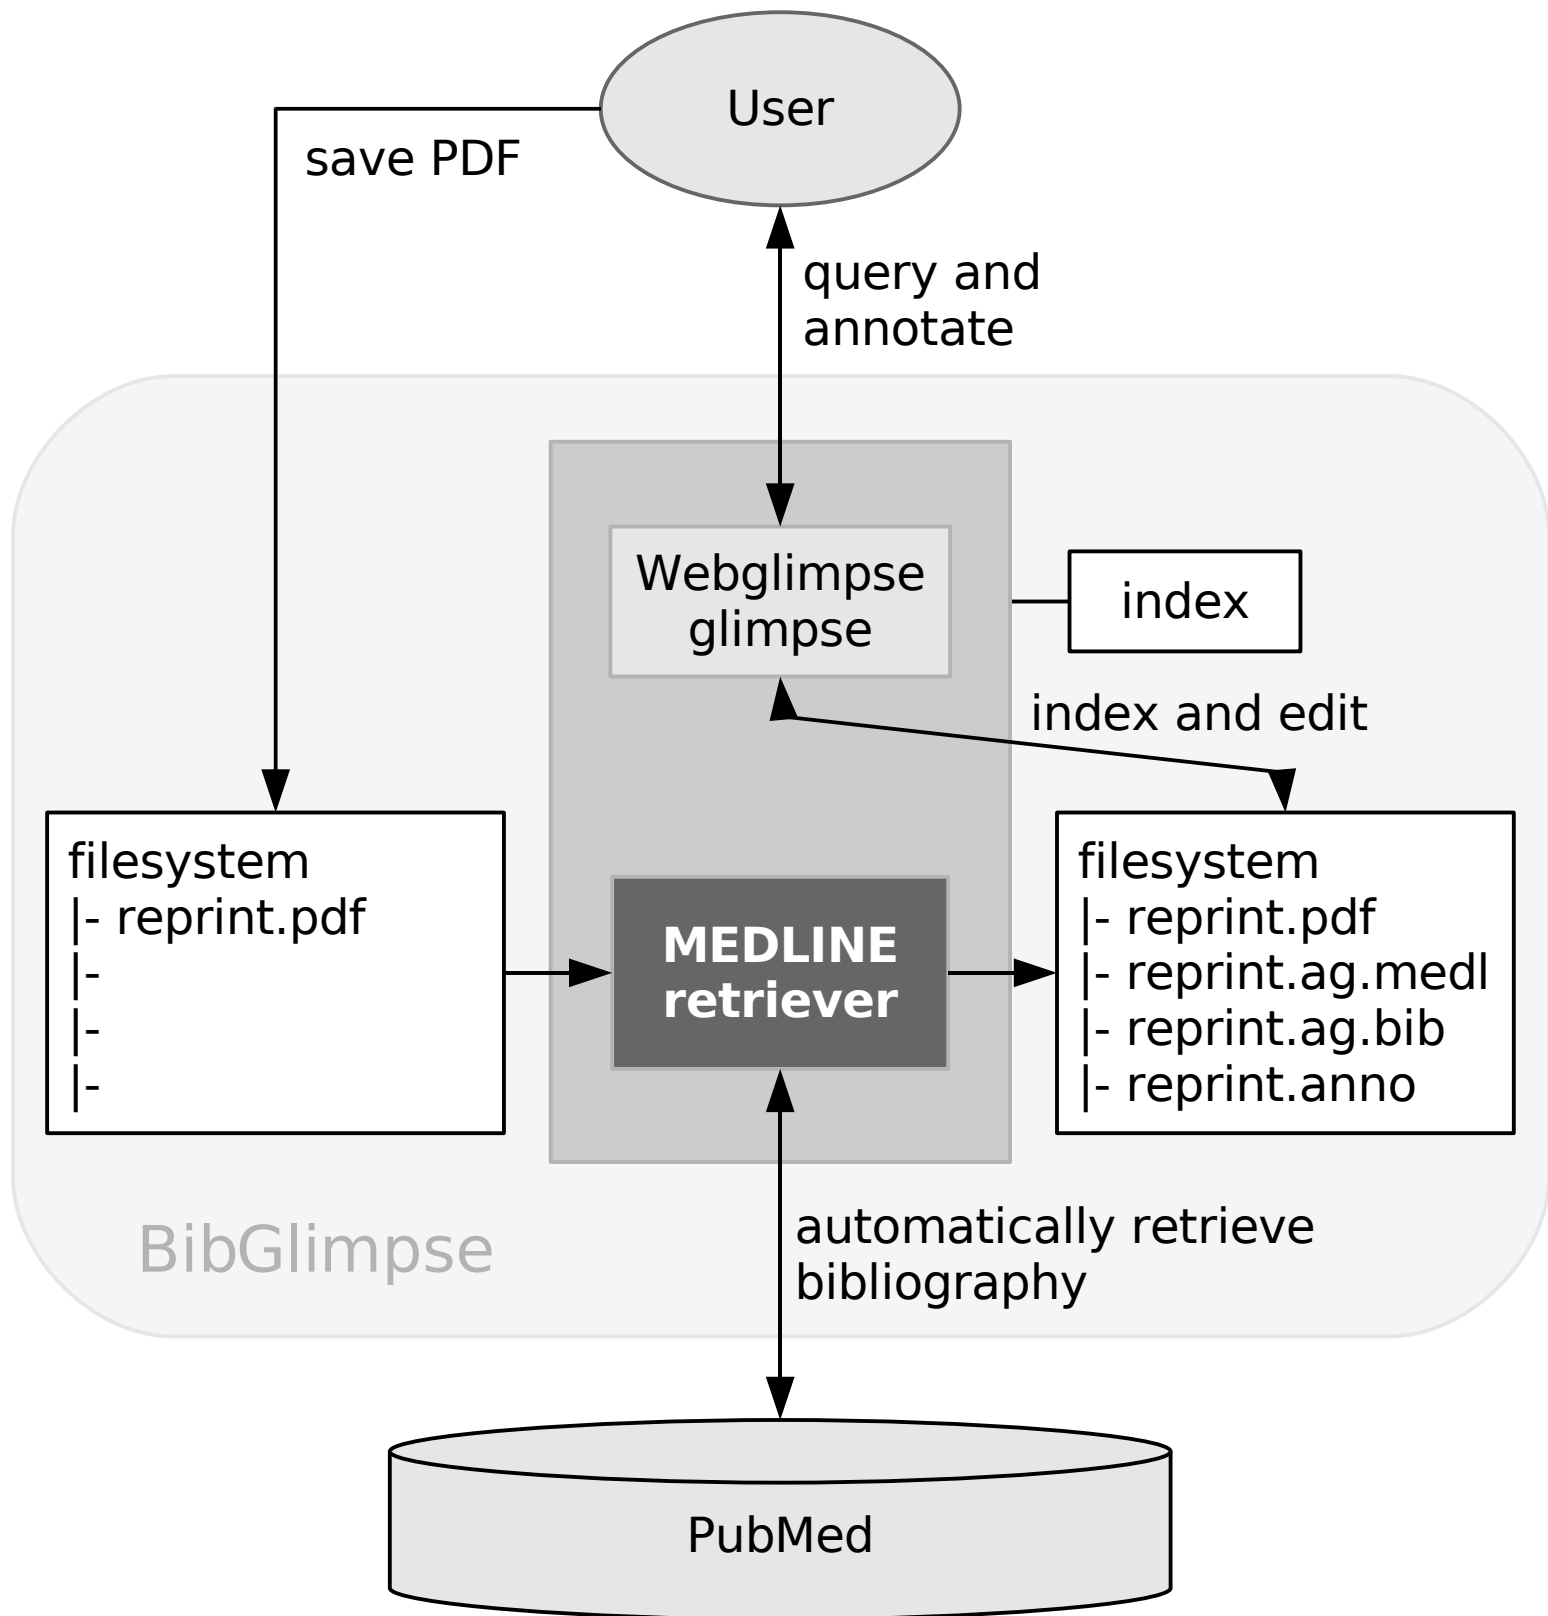 User
save PDF
query and
annotate
Webglimpse
glimpse
index
index and edit
filesystem
|- reprint.pdf
|-
|-
|-
MEDLINE
retriever
filesystem
|- reprint.pdf
|- reprint.ag.medl
|- reprint.ag.bib
|- reprint.anno
BibGlimpse
automatically retrieve
bibliography
PubMed